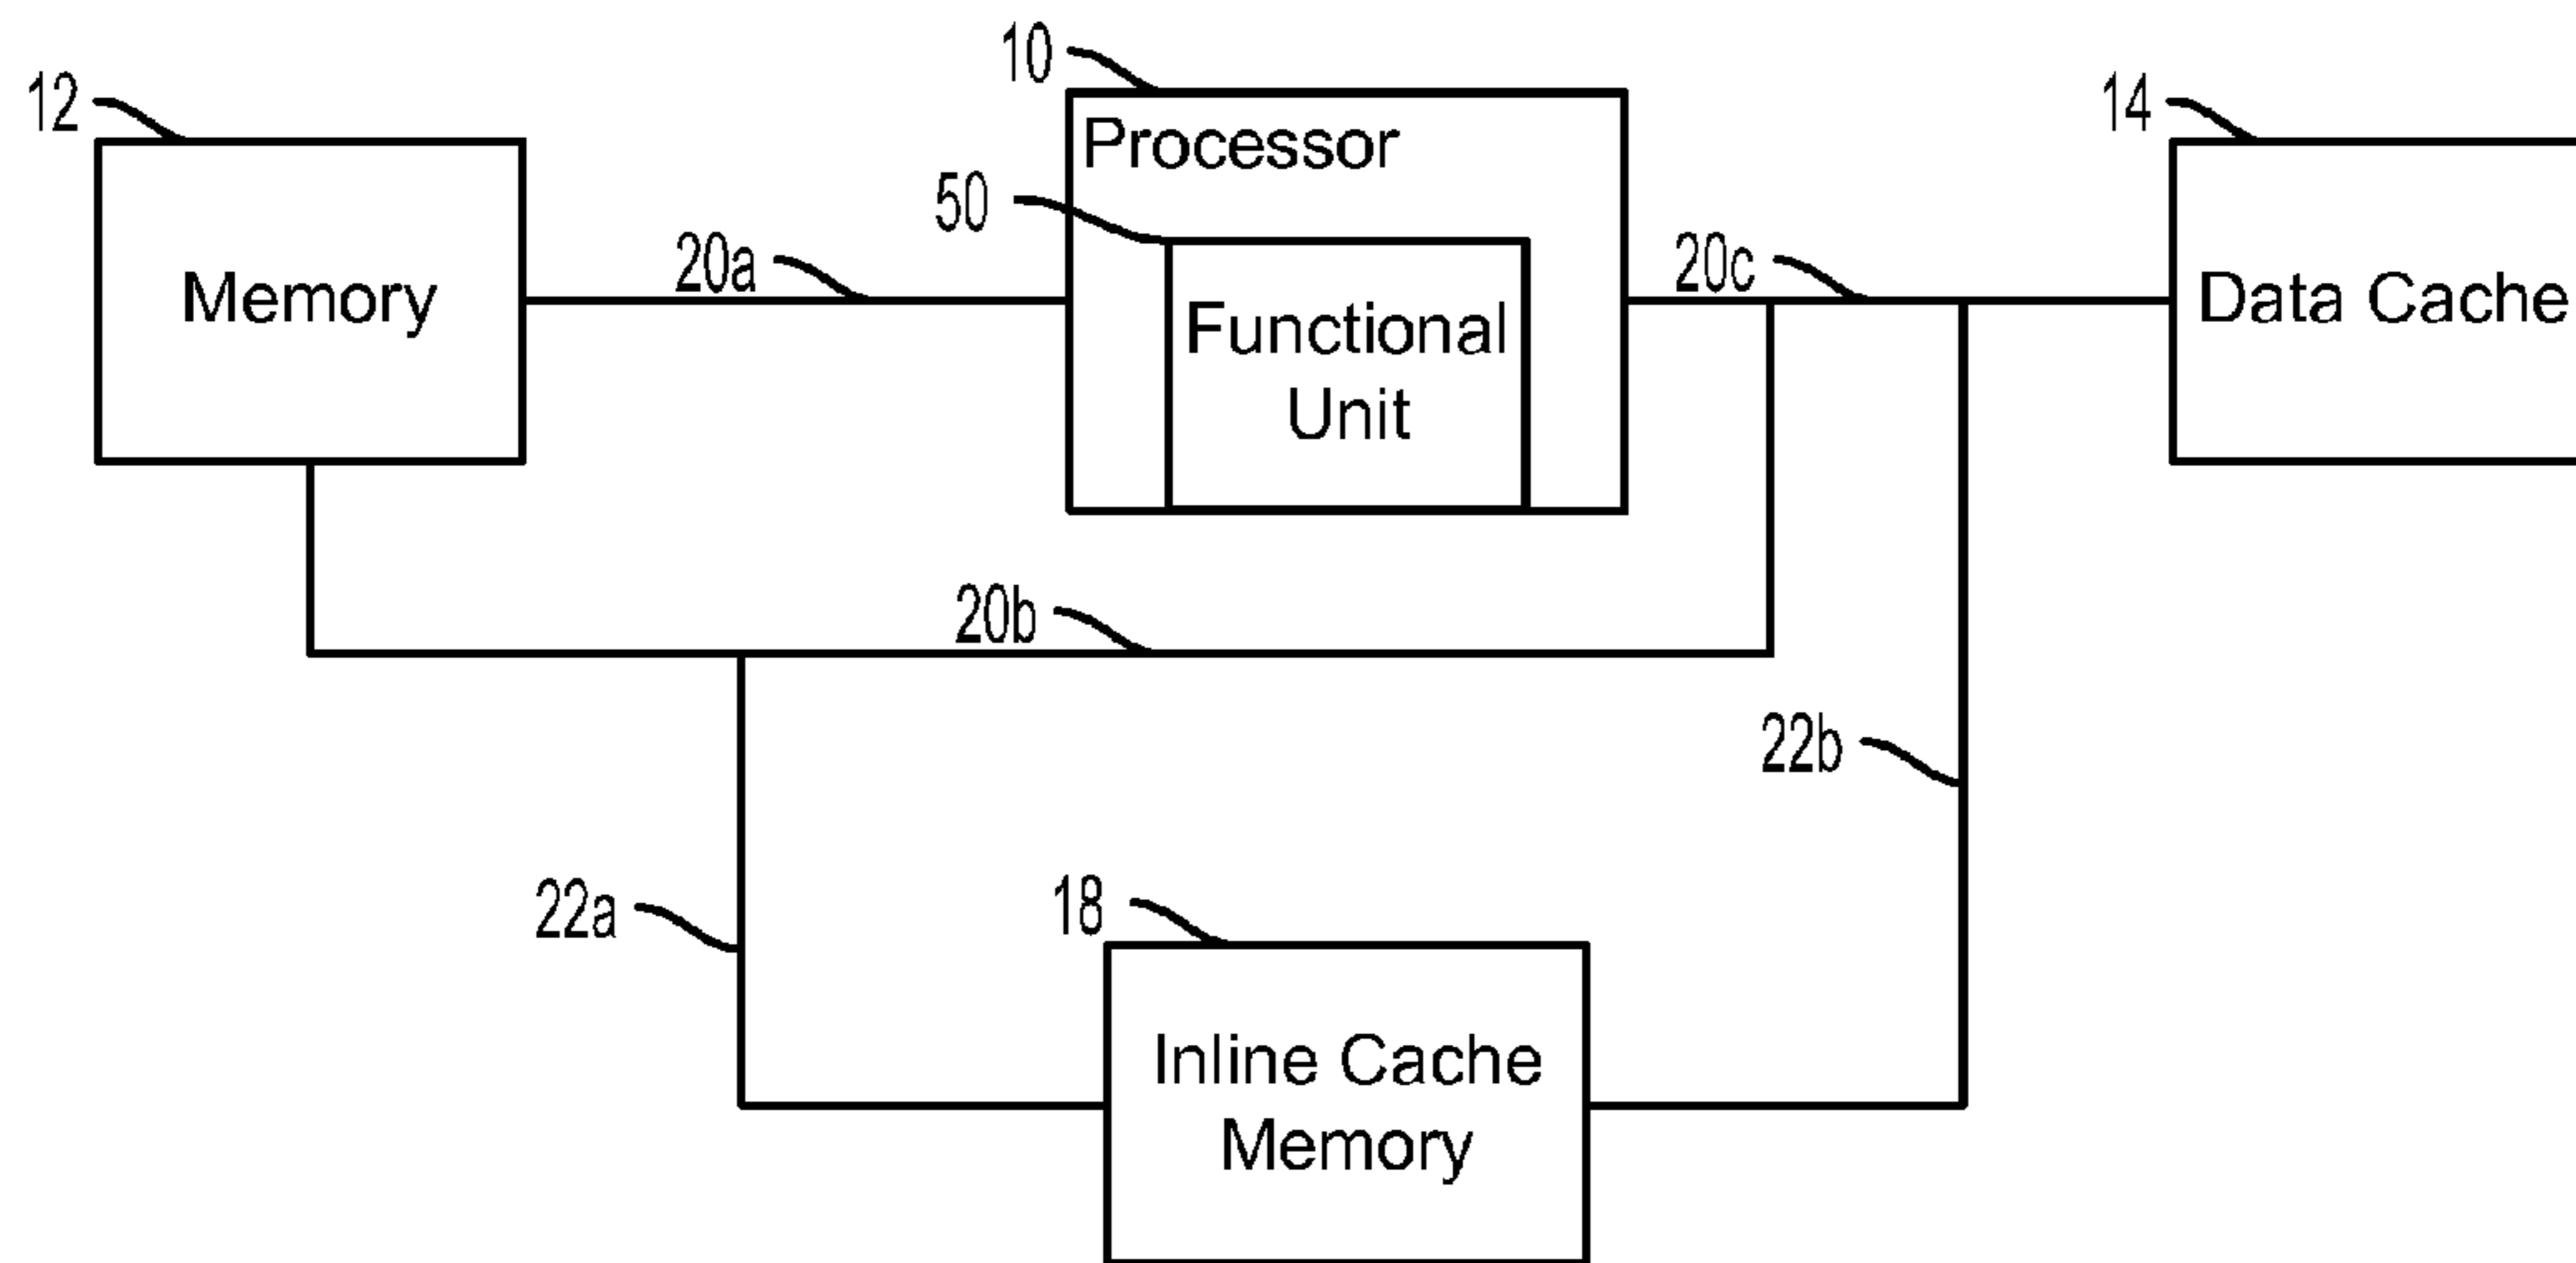 10
12
14
Processor
50
20a
20c
Memory
Functional
Unit
Data Cache
20b
22b
22a
18
Inline Cache
Memory